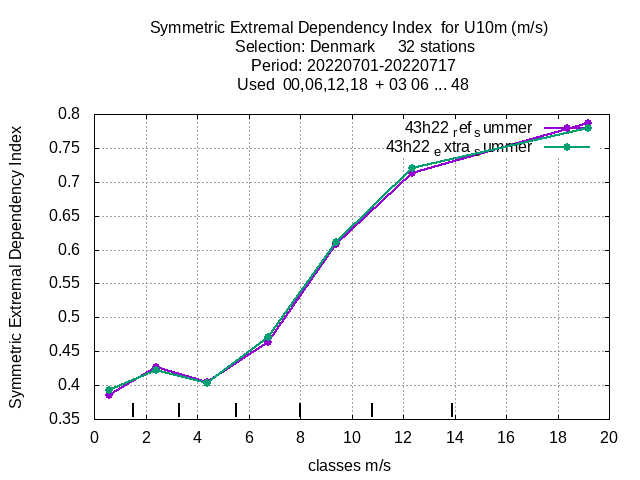 Symmetric Extremal Dependency Index  for U10m (m/s)
Selection: Denmark     32 stations
Period: 20220701-20220717
Used  00,06,12,18  + 03 06 ... 48
43h22 ref summer
43h22 extra summer
Symmetric Extremal Dependency Index
0.8
0.75
0.7
0.65
0.6
0.55
0.5
0.45
0.4
0.35
0 2 4 6 8 10 12 14 16 18 20
classes m/s